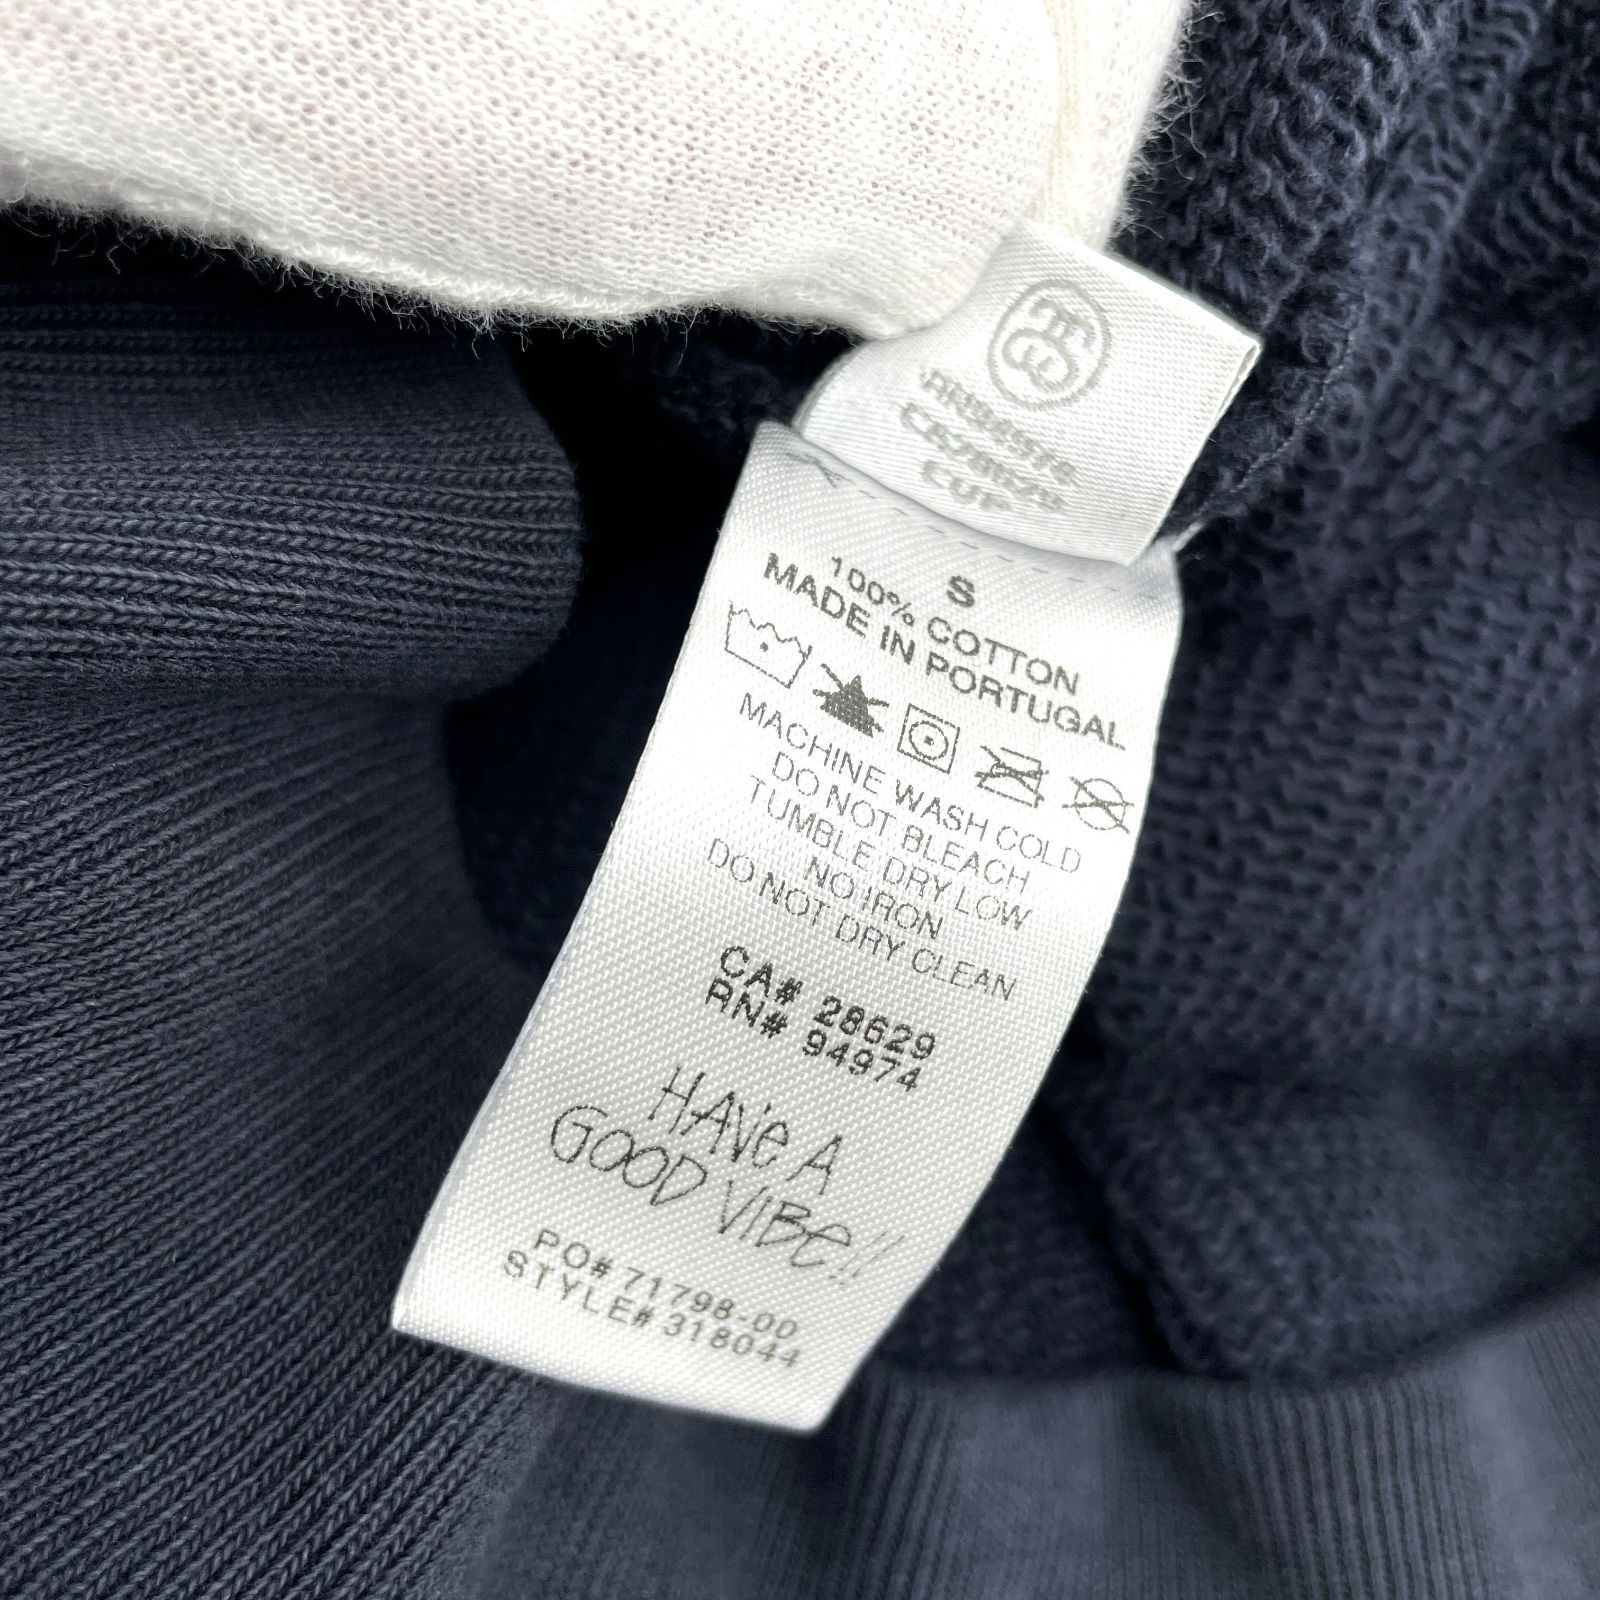 S
100% COTTON
MADE IN PORTUGAL
MACHINE WASH COLD
DO NOT BLEACH
TUMBLE DRY LOW
NO IRON
DO NOT DRY CLEAN
CA# 28629
RN# 94974
HAVE A
GOOD VIBE!!
PO# 71798-00
STYLE# 318044